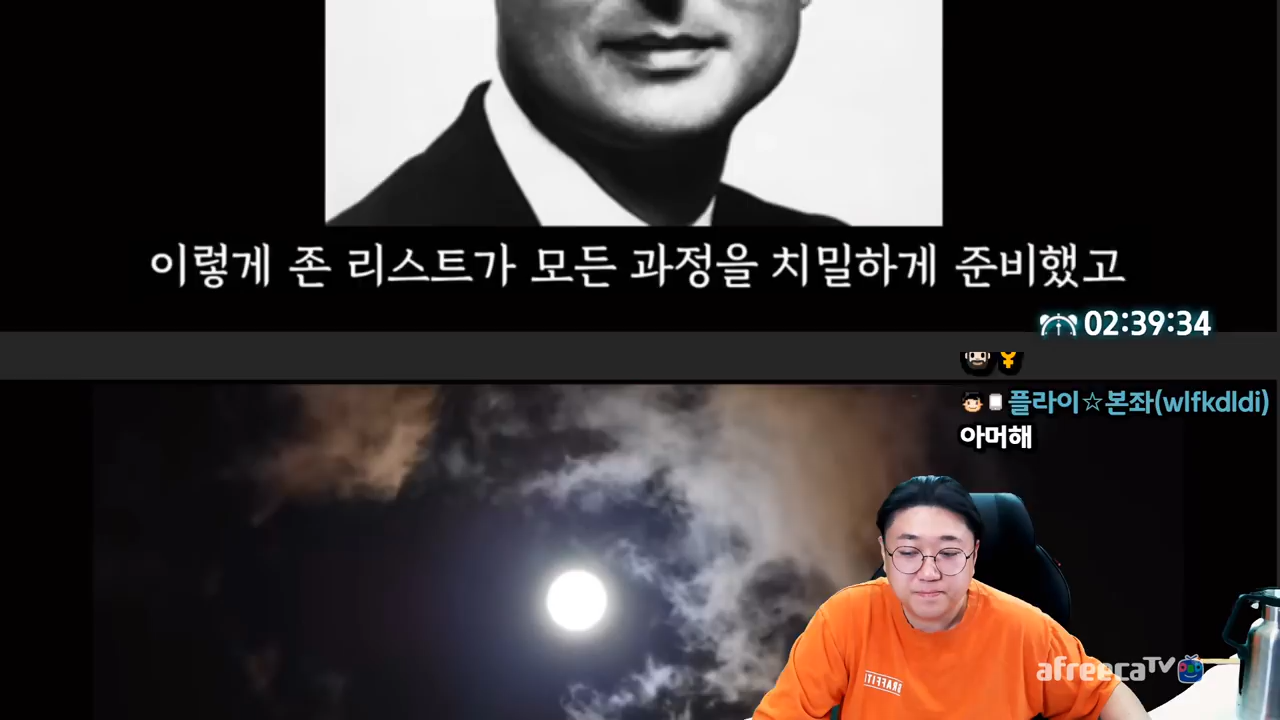 이렇게 존 리스트가 모든 과정을 치밀하게 준비했고
02:39:34
플라이☆본좌(wlfkdldi)
아머해
GRAFFITI
afreecaTV